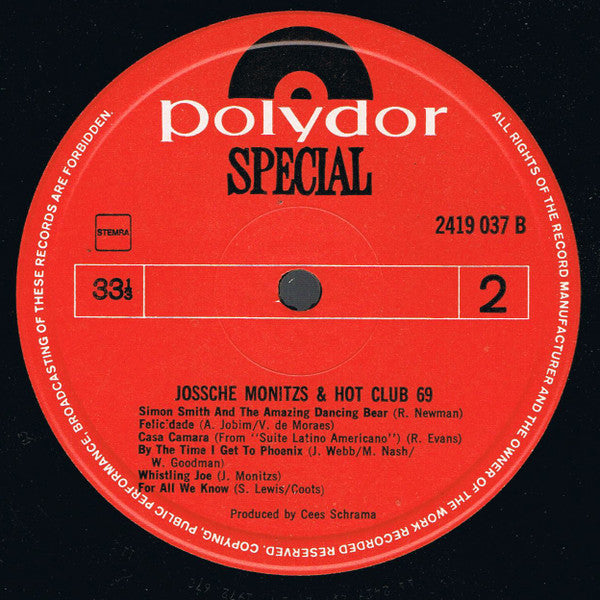 polydor
SPECIAL
STEMRA
2419 037 B
33⅓
2
JOSSCHE MONITZS & HOT CLUB 69
Simon Smith And The Amazing Dancing Bear (R. Newman)
Felic'dade (A. Jobim/V. de Moraes)
Casa Camara (From "Suite Latino Americano") (R. Evans)
By The Time I Get To Phoenix (J. Webb/M. Nash/
W. Goodman)
Whistling Joe (J. Monitzs)
For All We Know (S. Lewis/Coots)
Produced by Cees Schrama
ALL RIGHTS OF THE RECORD MANUFACTURER AND THE OWNER OF THE WORK RECORDED RESERVED. COPYING, PUBLIC PERFORMANCE, BROADCASTING OF THESE RECORDS ARE FORBIDDEN.